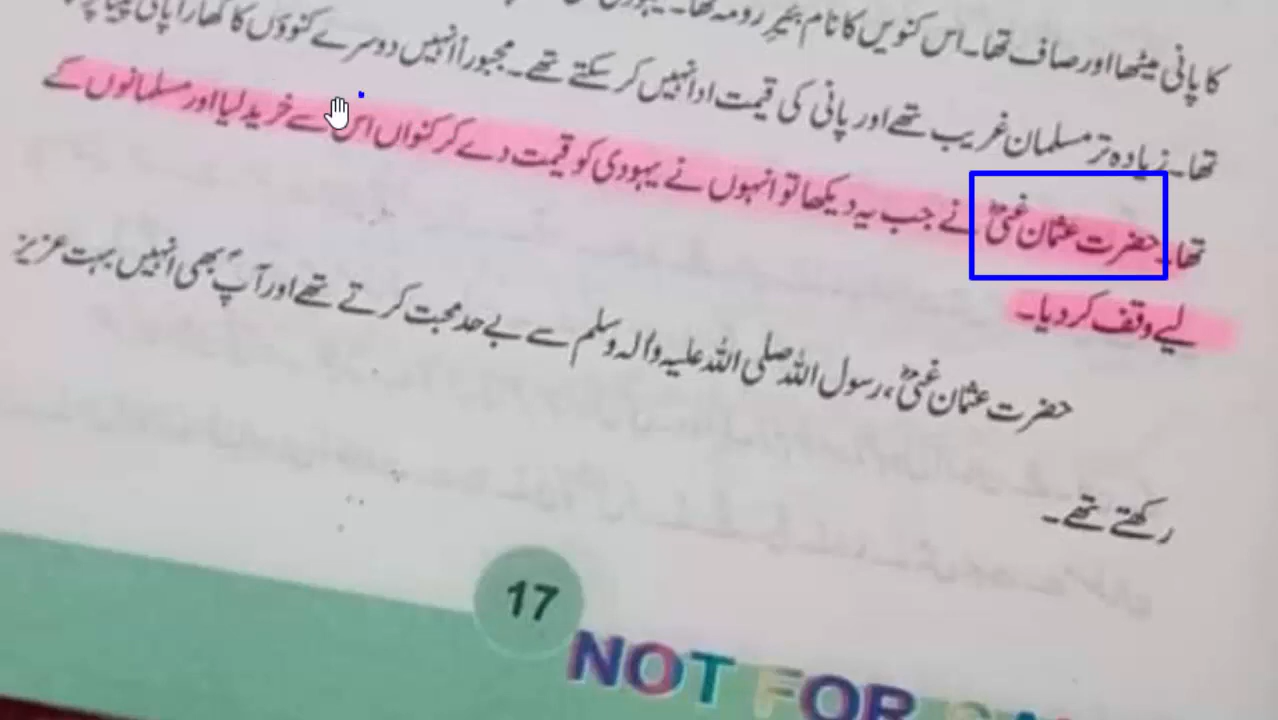 کا پانی میٹھا اور صاف تھا۔ اس کنویں کا نام بئیرِ رومہ تھا۔
تھا۔ زیادہ تر مسلمان غریب تھے اور پانی کی قیمت ادا نہیں کر سکتے تھے۔ مجبوراً انہیں دوسرے کنوؤں کا کھارا پانی پینا
تھا۔ حضرت عثمان غنیؓ نے جب یہ دیکھا تو انہوں نے یہودی کو قیمت دے کر کنواں اس سے خرید لیا اور مسلمانوں کے
لیے وقف کر دیا۔
حضرت عثمان غنیؓ، رسول اللہ صلی اللہ علیہ وآلہ وسلم سے بے حد محبت کرتے تھے اور آپؐ بھی انہیں بہت عزیز
رکھتے تھے۔
17
NOT FOR